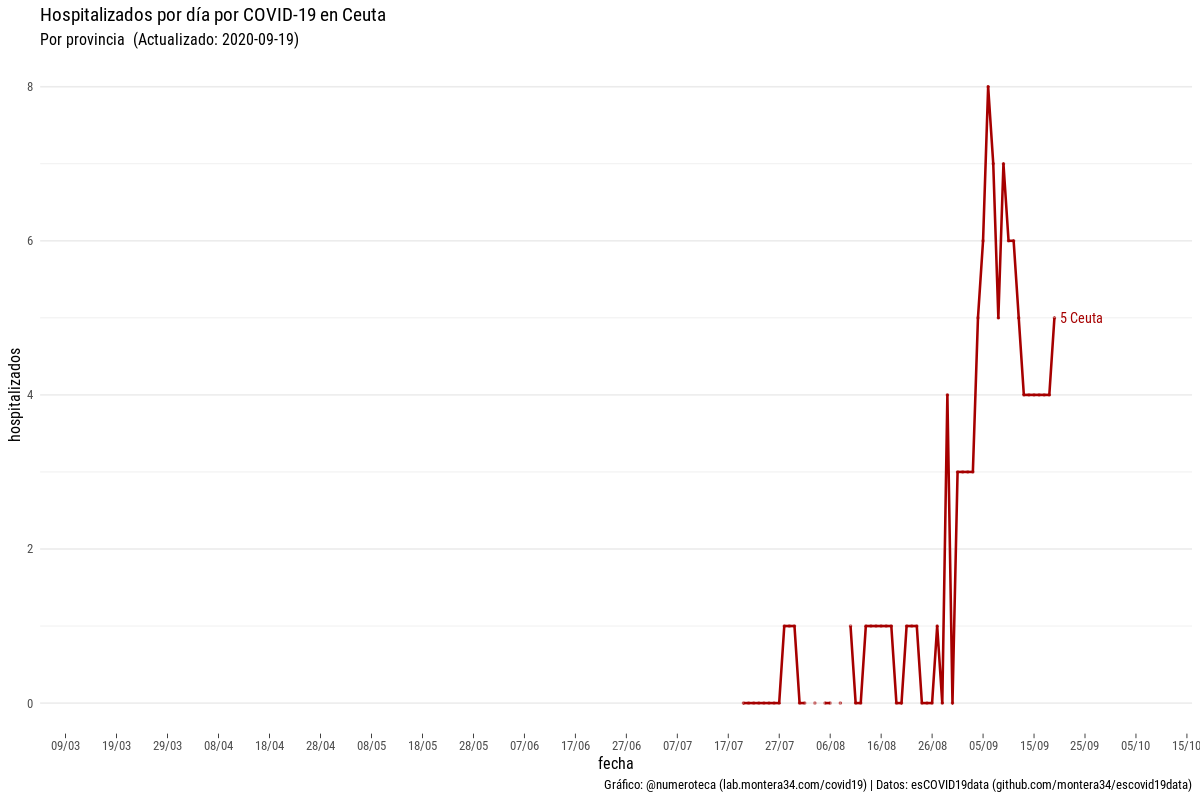 Hospitalizados por día por COVID-19 en Ceuta
Por provincia (Actualizado: 2020-09-19)
hospitalizados
8
6
4
2
0
5 Ceuta
09/03 19/03 29/03 08/04 18/04 28/04 08/05 18/05 28/05 07/06 17/06 27/06 07/07 17/07 27/07 06/08 16/08 26/08 05/09 15/09 25/09 05/10 15/10
fecha
Gráfico: @numeroteca (lab.montera34.com/covid19) | Datos: esCOVID19data (github.com/montera34/escovid19data)